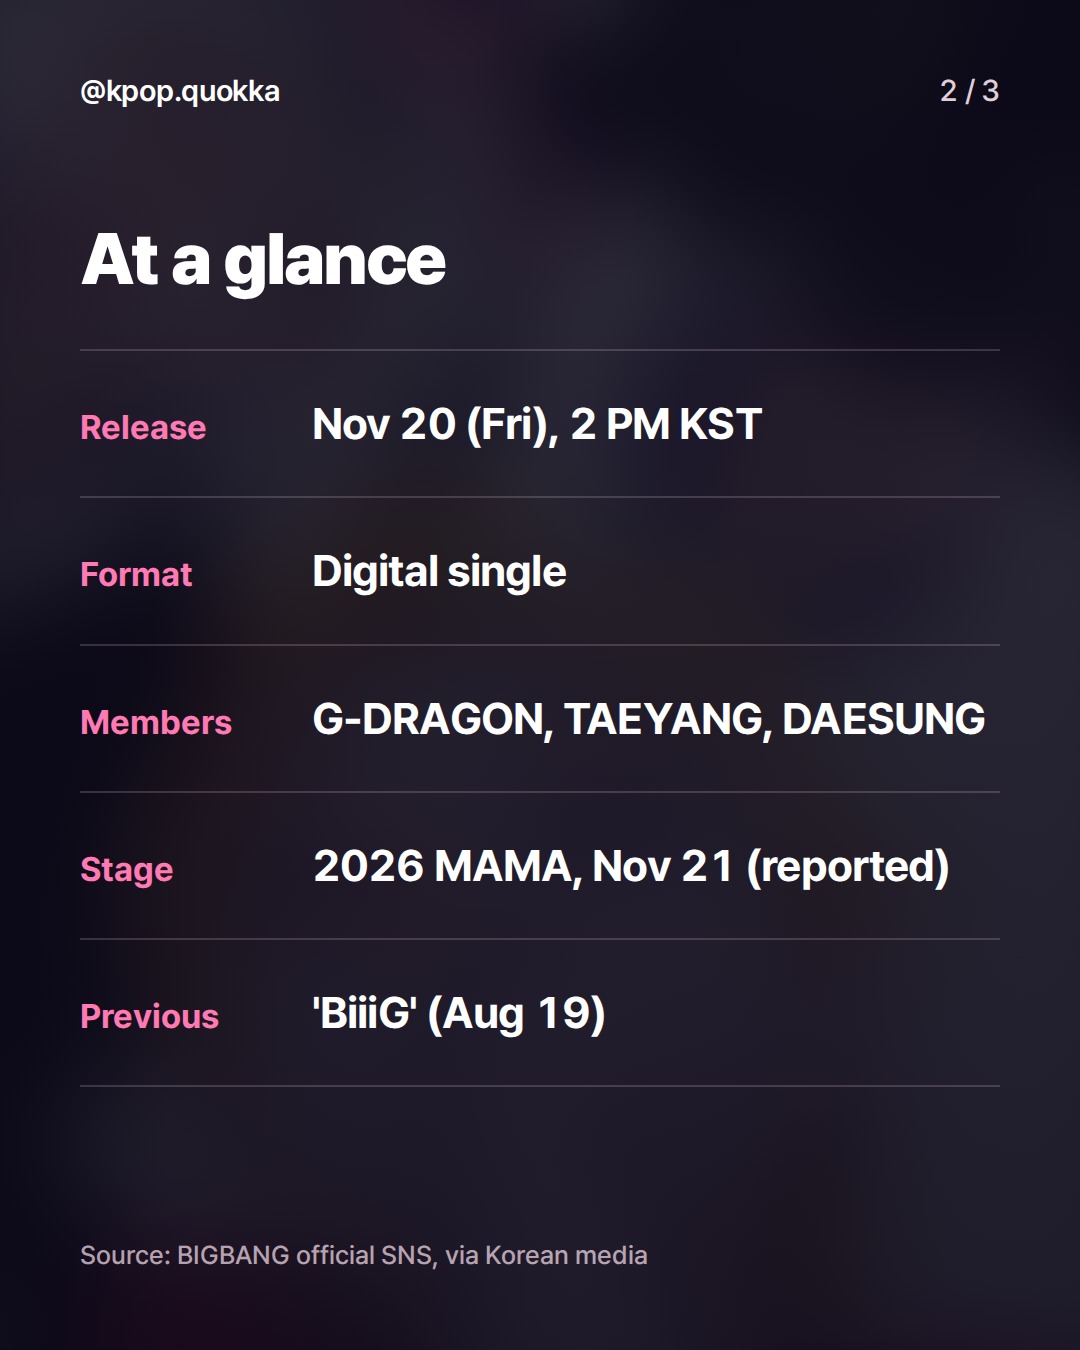 @kpop.quokka
2 / 3
At a glance
Release
Nov 20 (Fri), 2 PM KST
Format
Digital single
Members
G-DRAGON, TAEYANG, DAESUNG
Stage
2026 MAMA, Nov 21 (reported)
Previous
'BiiiG' (Aug 19)
Source: BIGBANG official SNS, via Korean media